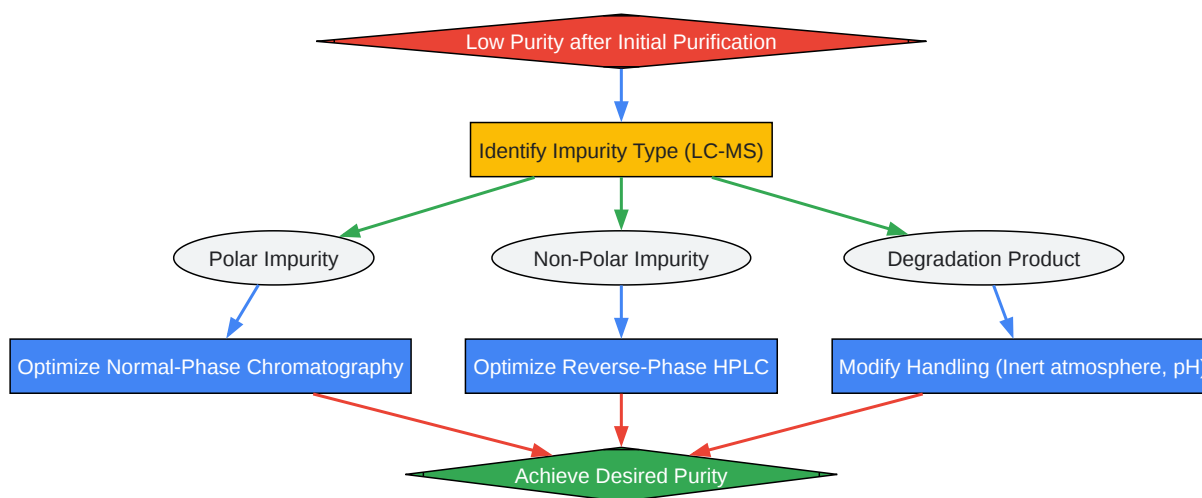 Low Purity after Initial Purification
Identify Impurity Type (LC-MS)
Polar Impurity
Non-Polar Impurity
Degradation Product
Optimize Normal-Phase Chromatography
Optimize Reverse-Phase HPLC
Modify Handling (Inert atmosphere, pH)
Achieve Desired Purity